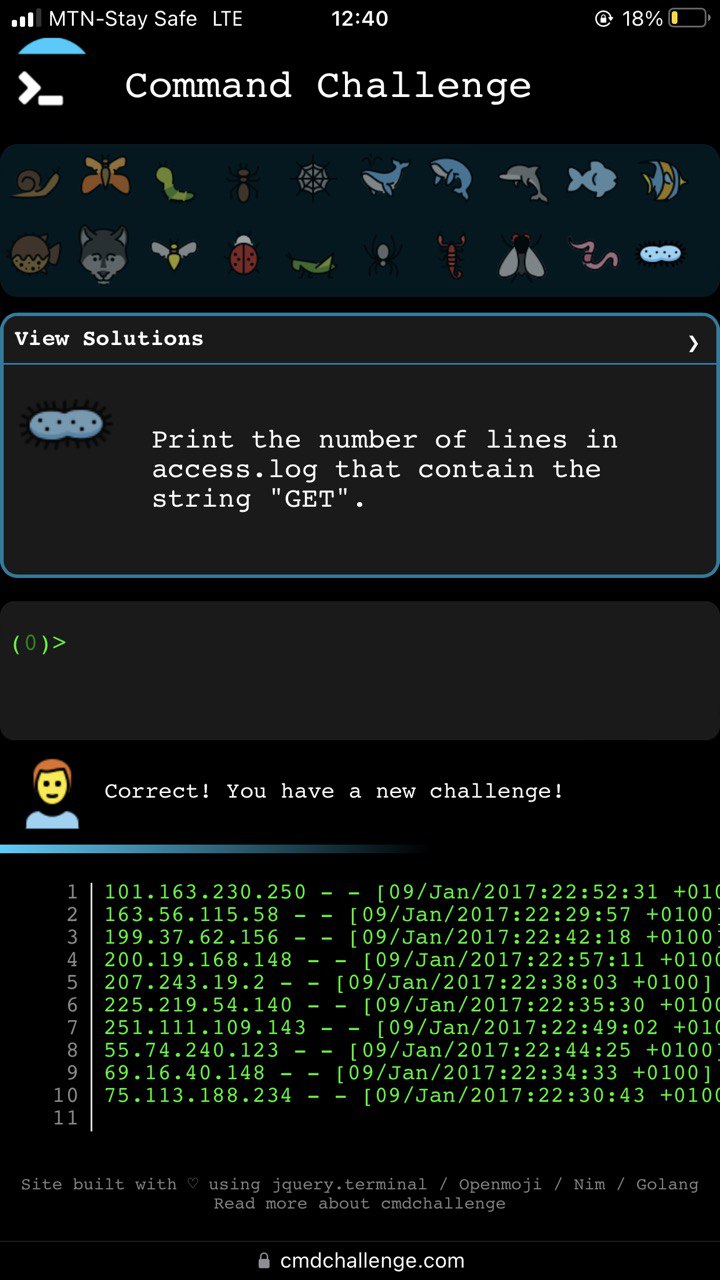 MTN-Stay Safe LTE 12:40 18%
Command Challenge
View Solutions
Print the number of lines in
access.log that contain the
string "GET".
(0)>
Correct! You have a new challenge!
1 101.163.230.250 - - [09/Jan/2017:22:52:31 +010
2 163.56.115.58 - - [09/Jan/2017:22:29:57 +0100]
3 199.37.62.156 - - [09/Jan/2017:22:42:18 +0100]
4 200.19.168.148 - - [09/Jan/2017:22:57:11 +0100
5 207.243.19.2 - - [09/Jan/2017:22:38:03 +0100]
6 225.219.54.140 - - [09/Jan/2017:22:35:30 +0100
7 251.111.109.143 - - [09/Jan/2017:22:49:02 +010
8 55.74.240.123 - - [09/Jan/2017:22:44:25 +0100]
9 69.16.40.148 - - [09/Jan/2017:22:34:33 +0100]
10 75.113.188.234 - - [09/Jan/2017:22:30:43 +0100
11
Site built with ♡ using jquery.terminal / Openmoji / Nim / Golang
Read more about cmdchallenge
cmdchallenge.com